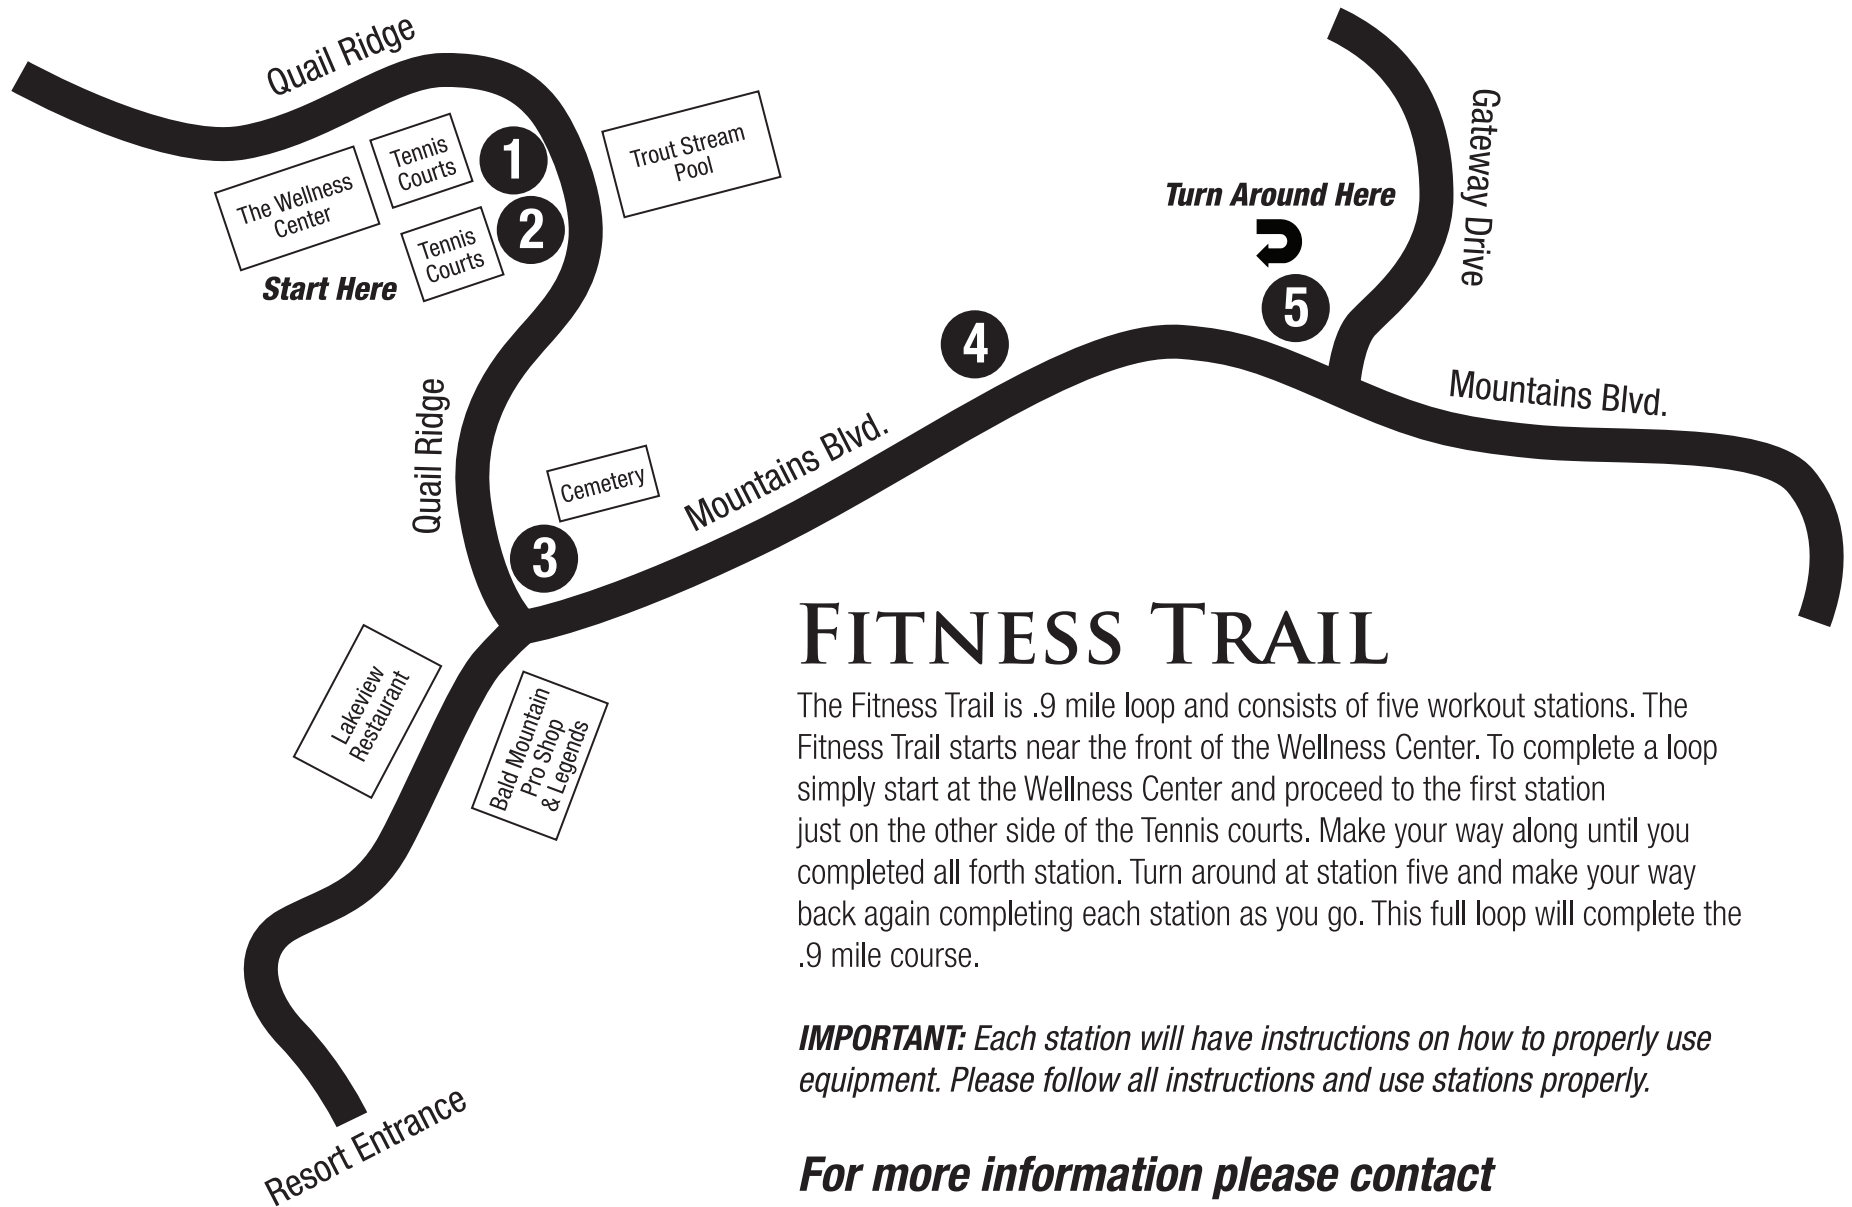 Quail Ridge
Tennis
Courts
1
Trout Stream
Pool
The Wellness
Center
2
Tennis
Courts
Start Here
Gateway Drive
Turn Around Here
5
4
Mountains Blvd.
Quail Ridge
Mountains Blvd.
Cemetery
3
Lakeview
Restaurant
Bald Mountain
Pro Shop
& Legends
Resort Entrance
FITNESS TRAIL
The Fitness Trail is .9 mile loop and consists of five workout stations. The
Fitness Trail starts near the front of the Wellness Center. To complete a loop
simply start at the Wellness Center and proceed to the first station
just on the other side of the Tennis courts. Make your way along until you
completed all forth station. Turn around at station five and make your way
back again completing each station as you go. This full loop will complete the
.9 mile course.
IMPORTANT: Each station will have instructions on how to properly use
equipment. Please follow all instructions and use stations properly.
For more information please contact